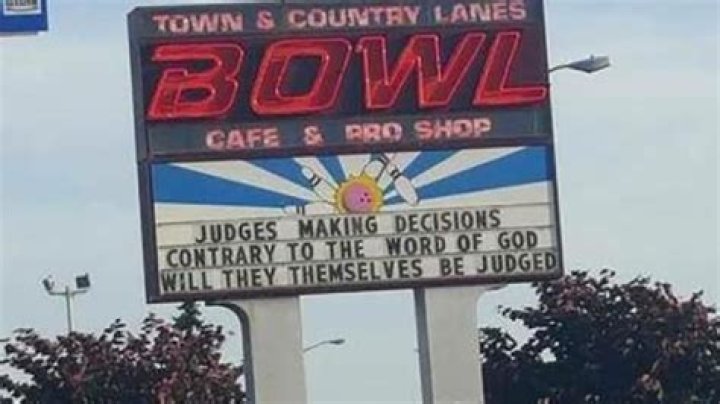 TOWN & COUNTRY LANES
BOWL
CAFE & PRO SHOP
JUDGES MAKING DECISIONS
CONTRARY TO THE WORD OF GOD
WILL THEY THEMSELVES BE JUDGED